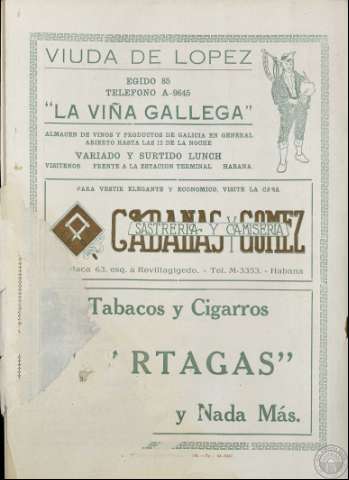 VIUDA DE LOPEZ
EGIDO 85
TELEFONO A-9645
"LA VIÑA GALLEGA"
ALMACEN DE VINOS Y PRODUCTOS DE GALICIA EN GENERAL
ABIERTO HASTA LAS 12 DE LA NOCHE
VARIADO Y SURTIDO LUNCH
VISITENOS FRENTE A LA ESTACION TERMINAL HABANA.
PARA VESTIR ELEGANTE Y ECONOMICO, VISITE LA CASA
CABANAS Y GOMEZ
SASTRERIA Y CAMISERIA
63, esq. a Revillagigedo. - Tel. M-3353. - Habana
Tabacos y Cigarros
RTAGAS"
y Nada Más.